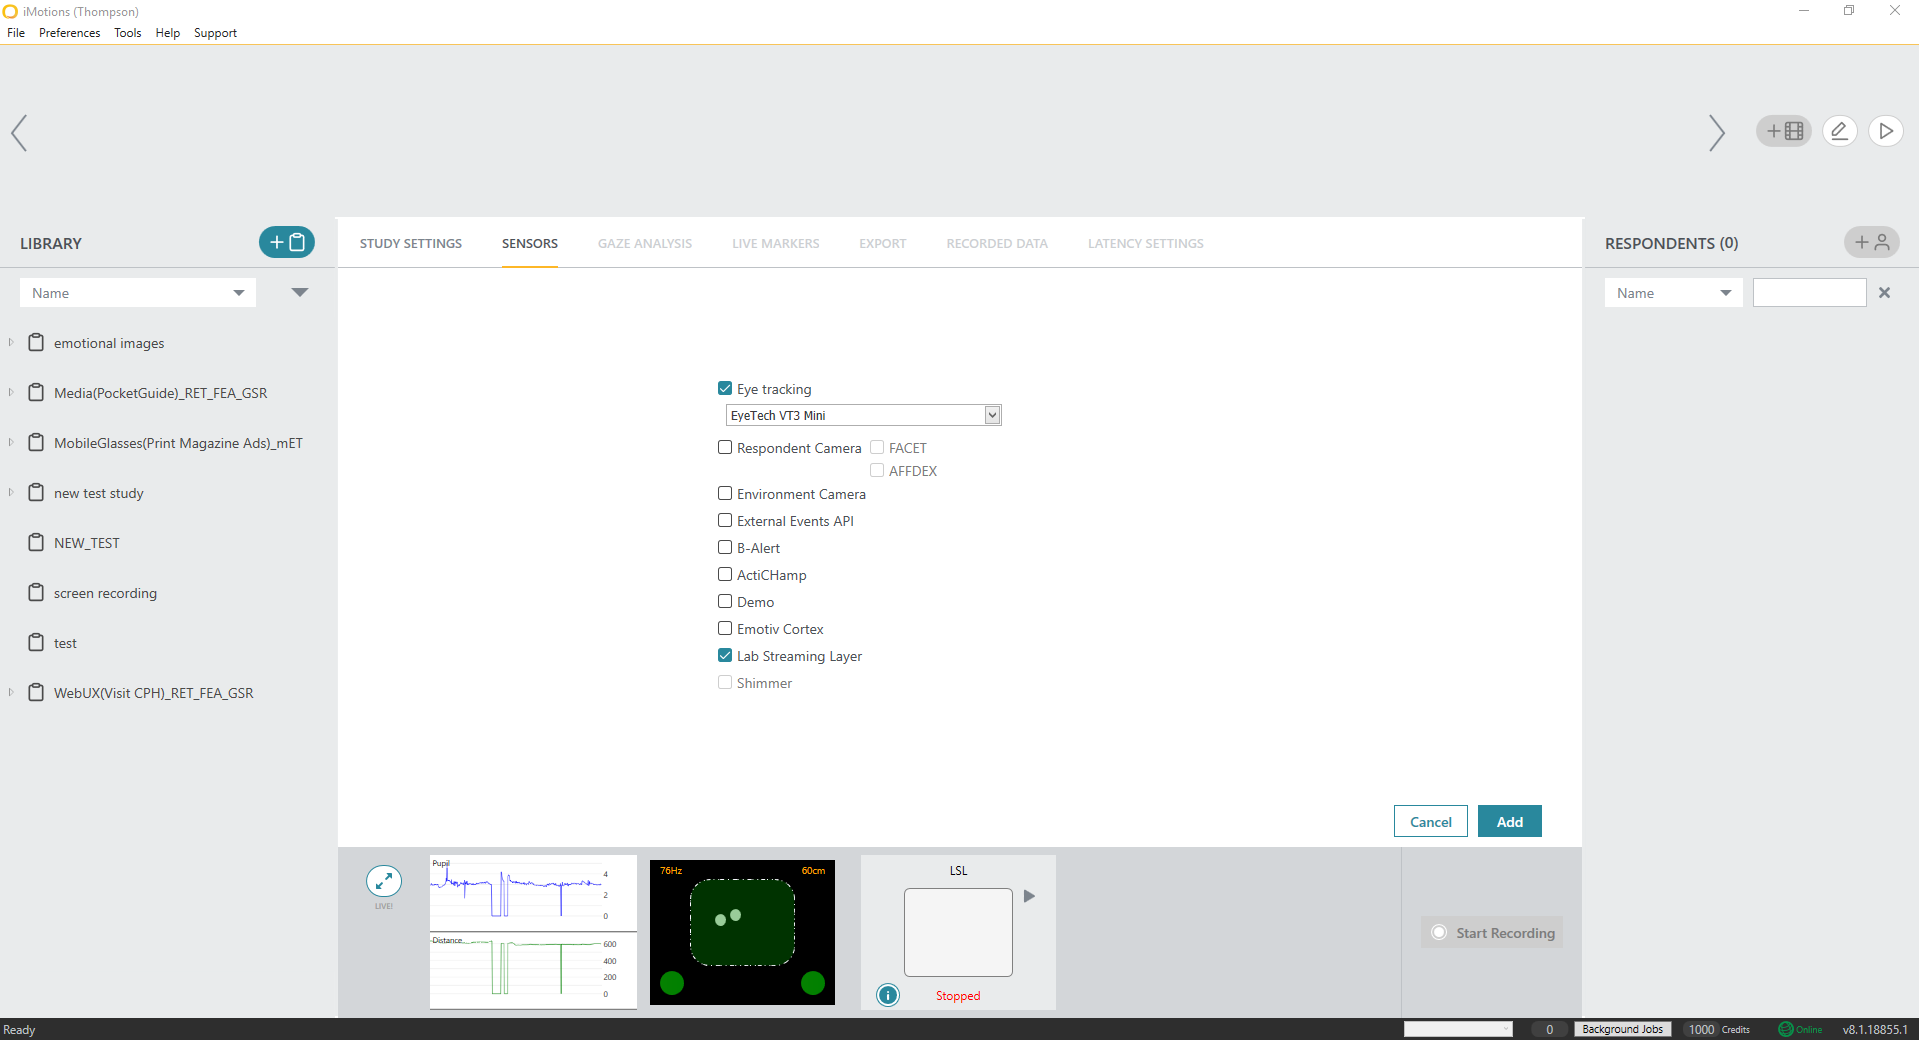 iMotions (Thompson)
File Preferences Tools Help Support
LIBRARY
Name
emotional images
Media(PocketGuide)_RET_FEA_GSR
MobileGlasses(Print Magazine Ads)_mET
new test study
NEW_TEST
screen recording
test
WebUX(Visit CPH)_RET_FEA_GSR
STUDY SETTINGS SENSORS GAZE ANALYSIS LIVE MARKERS EXPORT RECORDED DATA LATENCY SETTINGS
Eye tracking
EyeTech VT3 Mini
Respondent Camera FACET
AFFDEX
Environment Camera
External Events API
B-Alert
ActiCHamp
Demo
Emotiv Cortex
Lab Streaming Layer
Shimmer
Cancel Add
RESPONDENTS (0)
Name
LIVE!
Pupil
4
2
0
Distance
600
400
200
0
76Hz 60cm
LSL
i
Stopped
Start Recording
Ready
0 Background Jobs 1000 Credits Online v8.1.18855.1